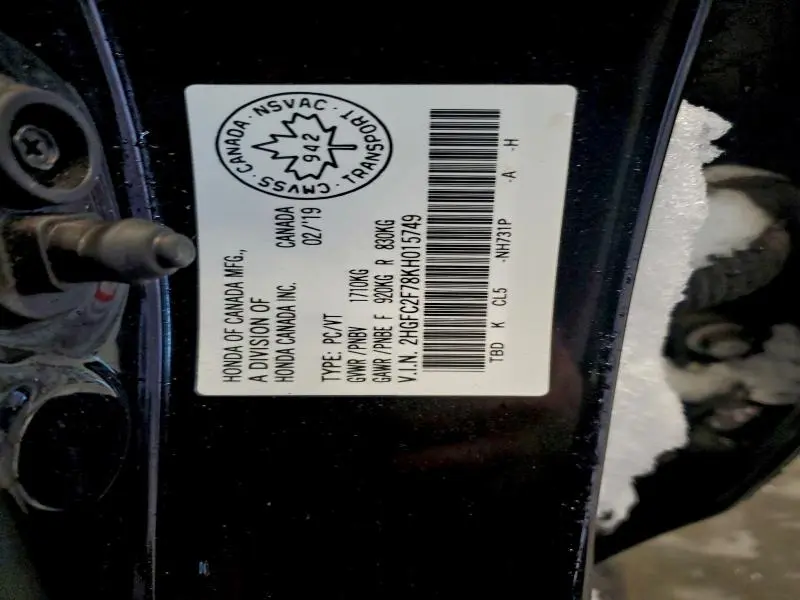 HONDA OF CANADA MFG.,
A DIVISION OF
HONDA CANADA INC.
CANADA
02/'19
CMVSS · CANADA · NSVAC · TRANSPORT
942
TYPE: PC/VT
GVWR /PNBV 1710KG
GAWR /PNBE F 920KG R 830KG
V.I.N. 2HGFC2F78KH015749
TBD K CL5 -NH731P -A -H